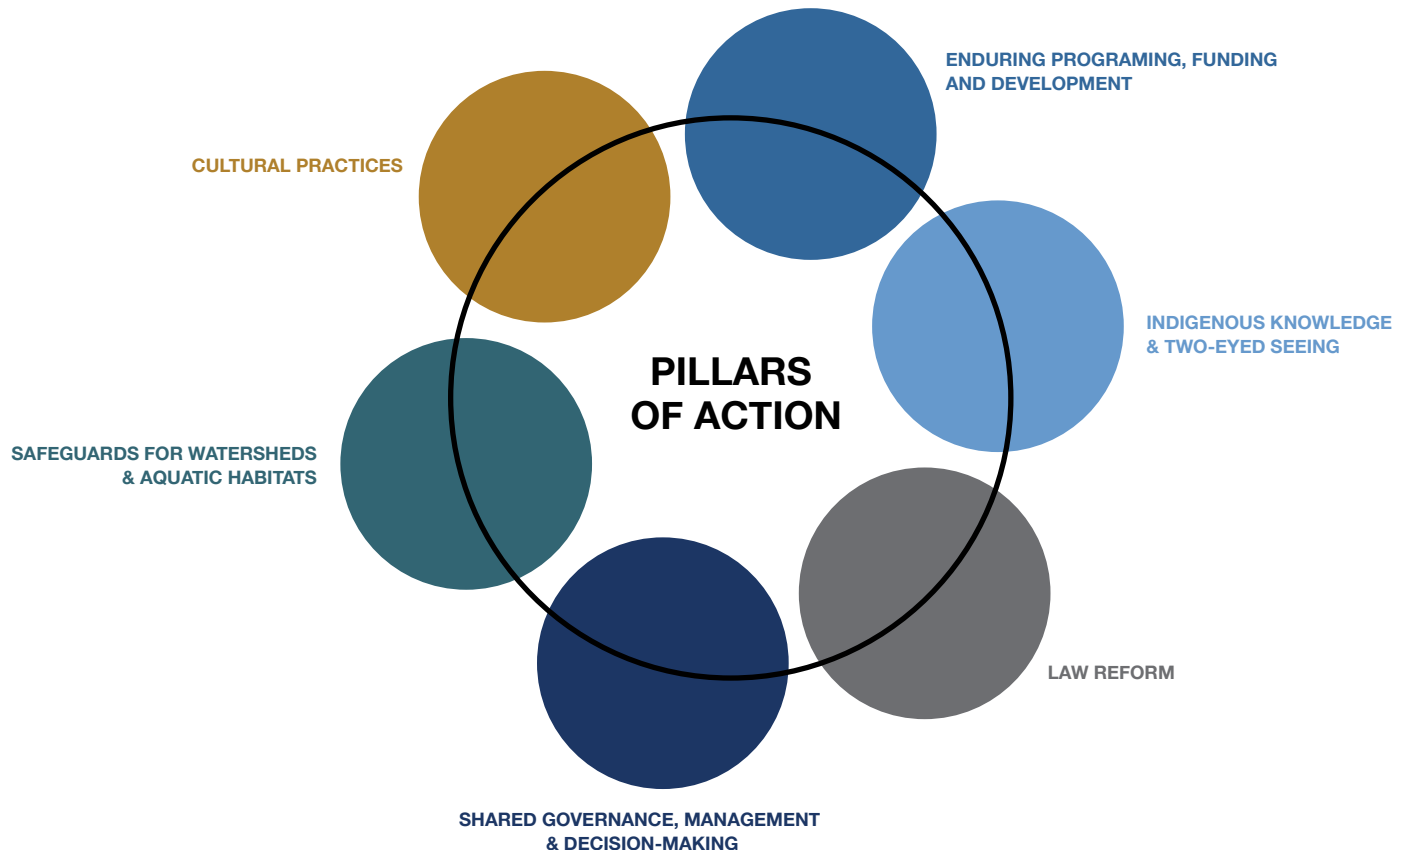 ENDURING PROGRAMING, FUNDING
AND DEVELOPMENT
CULTURAL PRACTICES
INDIGENOUS KNOWLEDGE
& TWO-EYED SEEING
PILLARS
OF ACTION
SAFEGUARDS FOR WATERSHEDS
& AQUATIC HABITATS
LAW REFORM
SHARED GOVERNANCE, MANAGEMENT
& DECISION-MAKING